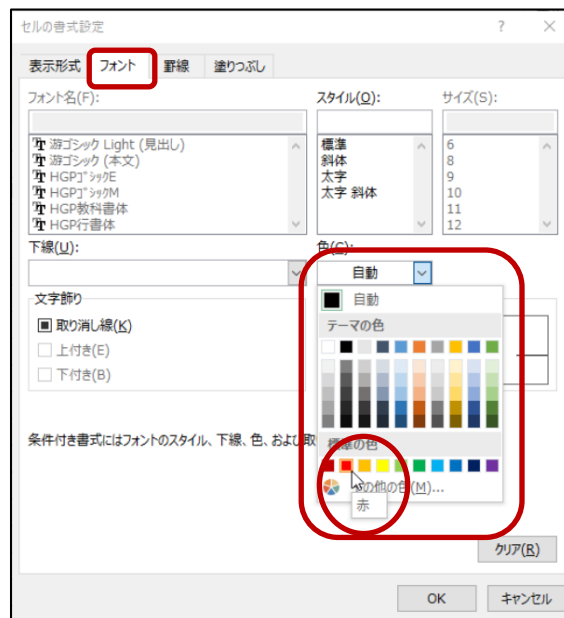 セルの書式設定
表示形式 フォント 罫線 塗りつぶし
フォント名(F): スタイル(O): サイズ(S):
游ゴシック Light (見出し)
游ゴシック (本文)
HGPゴシックE
HGPゴシックM
HGP教科書体
HGP行書体
標準
斜体
太字
太字 斜体
6
8
9
10
11
12
下線(U): 色(C):
自動
文字飾り
取り消し線(K)
上付き(E)
下付き(B)
自動
テーマの色
標準の色
の他の色(M)...
赤
条件付き書式にはフォントのスタイル、下線、色、および取
クリア(R)
OK キャンセル